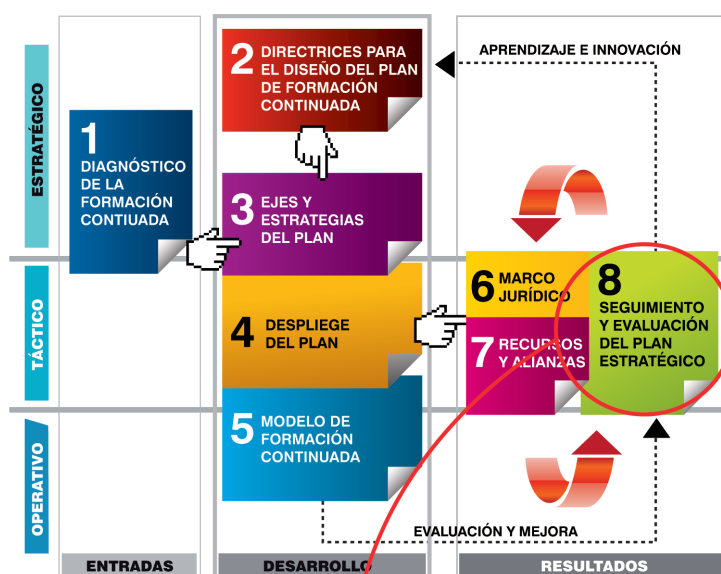 ESTRATÉGICO
TÁCTICO
OPERATIVO
1
DIAGNÓSTICO
DE LA
FORMACIÓN
CONTIUADA
2
DIRECTRICES PARA
EL DISEÑO DEL PLAN
DE FORMACIÓN
CONTINUADA
3
EJES Y
ESTRATEGIAS
DEL PLAN
4
DESPLIEGE
DEL PLAN
5
MODELO DE
FORMACIÓN
CONTINUADA
APRENDIZAJE E INNOVACIÓN
6
MARCO
JURÍDICO
7
RECURSOS
Y ALIANZAS
8
SEGUIMIENTO
Y EVALUACIÓN
DEL PLAN
ESTRATÉGICO
EVALUACIÓN Y MEJORA
ENTRADAS
DESARROLLO
RESULTADOS